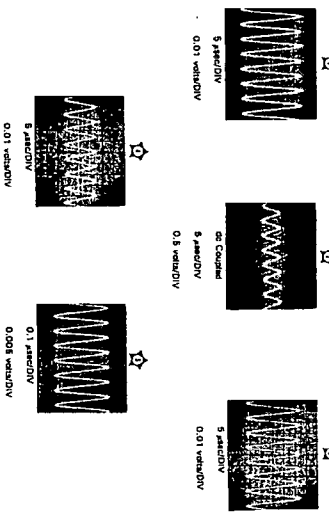 5 µsec/DIV
0.01 volts/DIV
dc Coupled
5 µsec/DIV
0.5 volts/DIV
5 µsec/DIV
0.01 volts/DIV
5 µsec/DIV
0.01 volts/DIV
0.1 µsec/DIV
0.005 volts/DIV